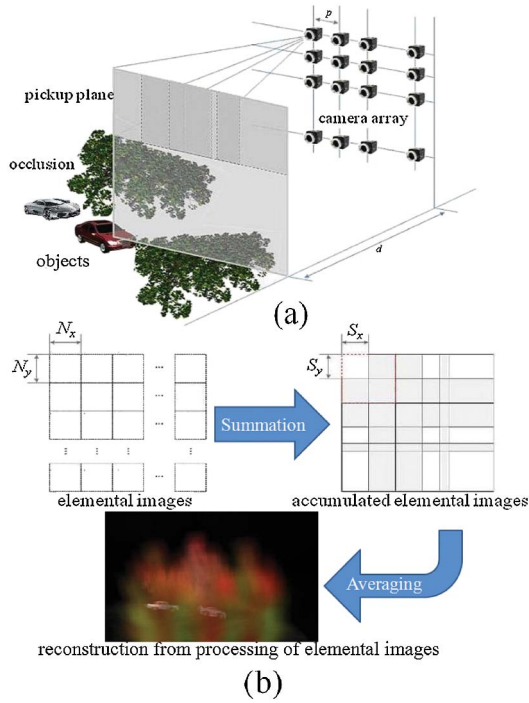 (a)
p
pickup plane
camera array
occlusion
objects
d
N_x
N_y
...
...
...
Summation
S_x
S_y
elemental images
accumulated elemental images
Averaging
reconstruction from processing of elemental images
(b)